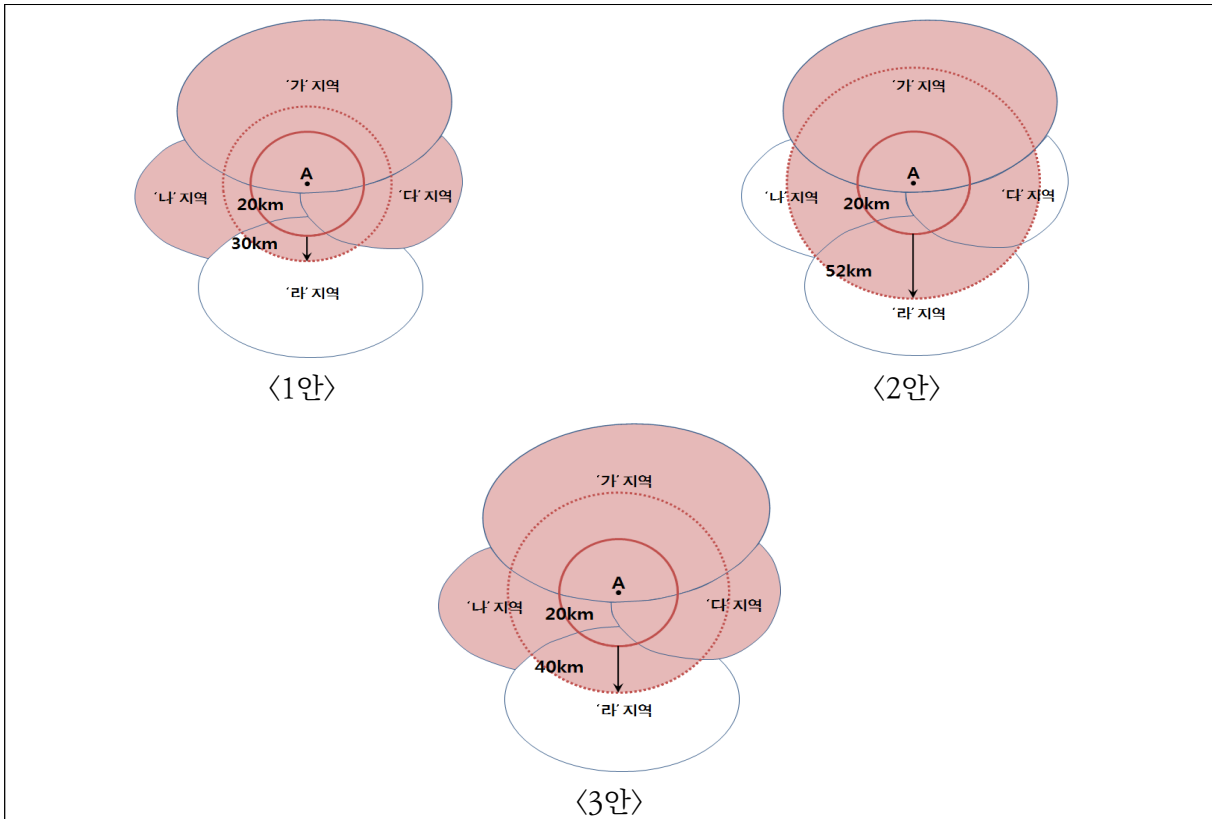 '가' 지역
A
'나' 지역
'다' 지역
20km
30km
'라' 지역
〈1안〉
'가' 지역
A
'나' 지역
'다' 지역
20km
52km
'라' 지역
〈2안〉
'가' 지역
A
'나' 지역
'다' 지역
20km
40km
'라' 지역
〈3안〉